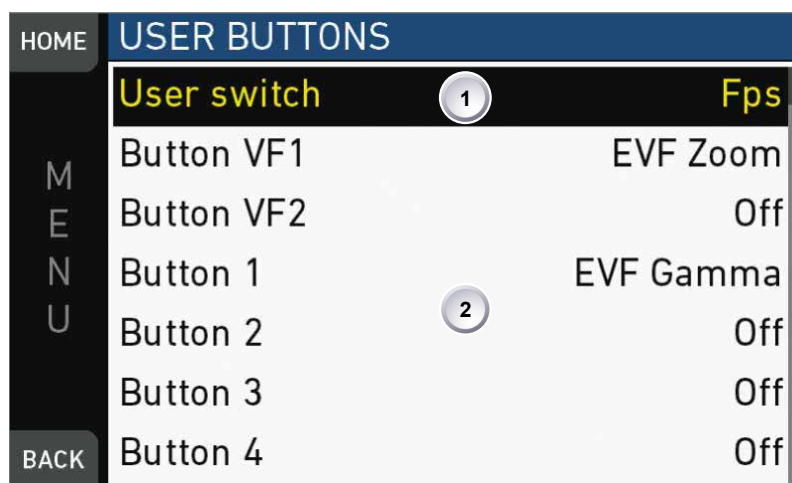 HOME
USER BUTTONS
User switch 1 Fps
Button VF1 EVF Zoom
Button VF2 Off
Button 1 EVF Gamma
2
Button 2 Off
Button 3 Off
Button 4 Off
MENU
BACK